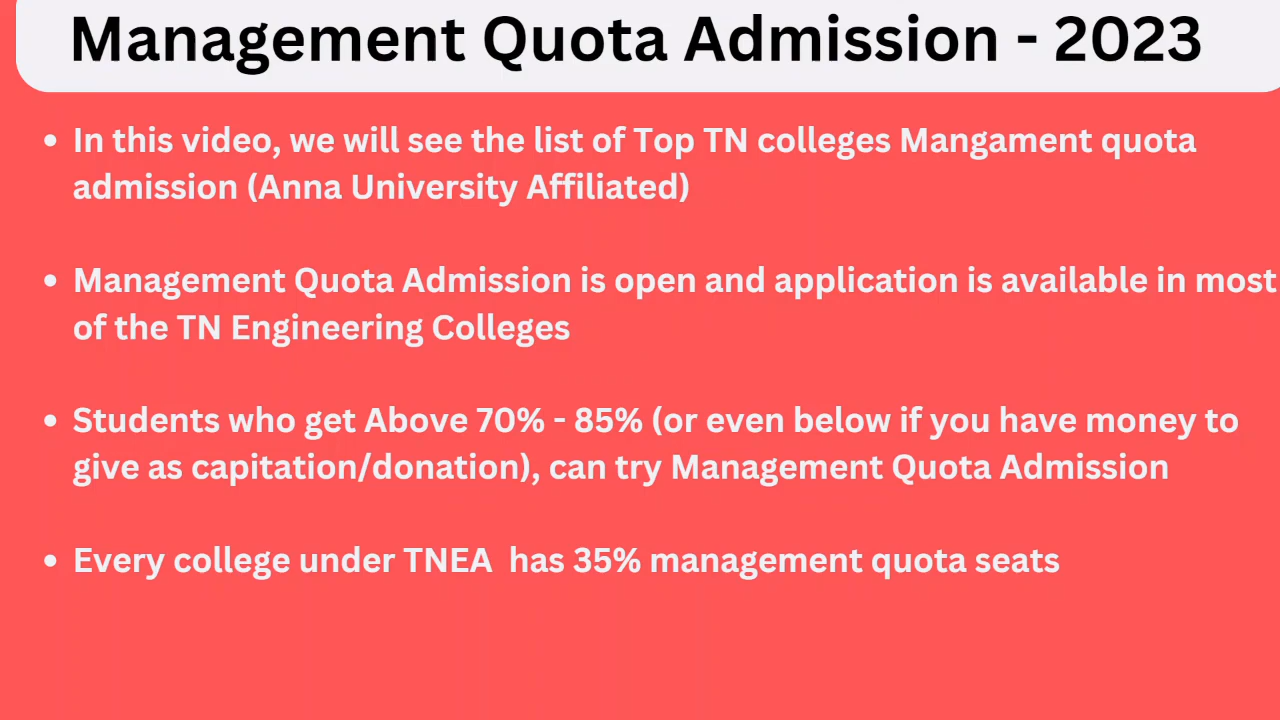 Management Quota Admission - 2023
• In this video, we will see the list of Top TN colleges Mangament quota
admission (Anna University Affiliated)
• Management Quota Admission is open and application is available in most
of the TN Engineering Colleges
• Students who get Above 70% - 85% (or even below if you have money to
give as capitation/donation), can try Management Quota Admission
• Every college under TNEA  has 35% management quota seats